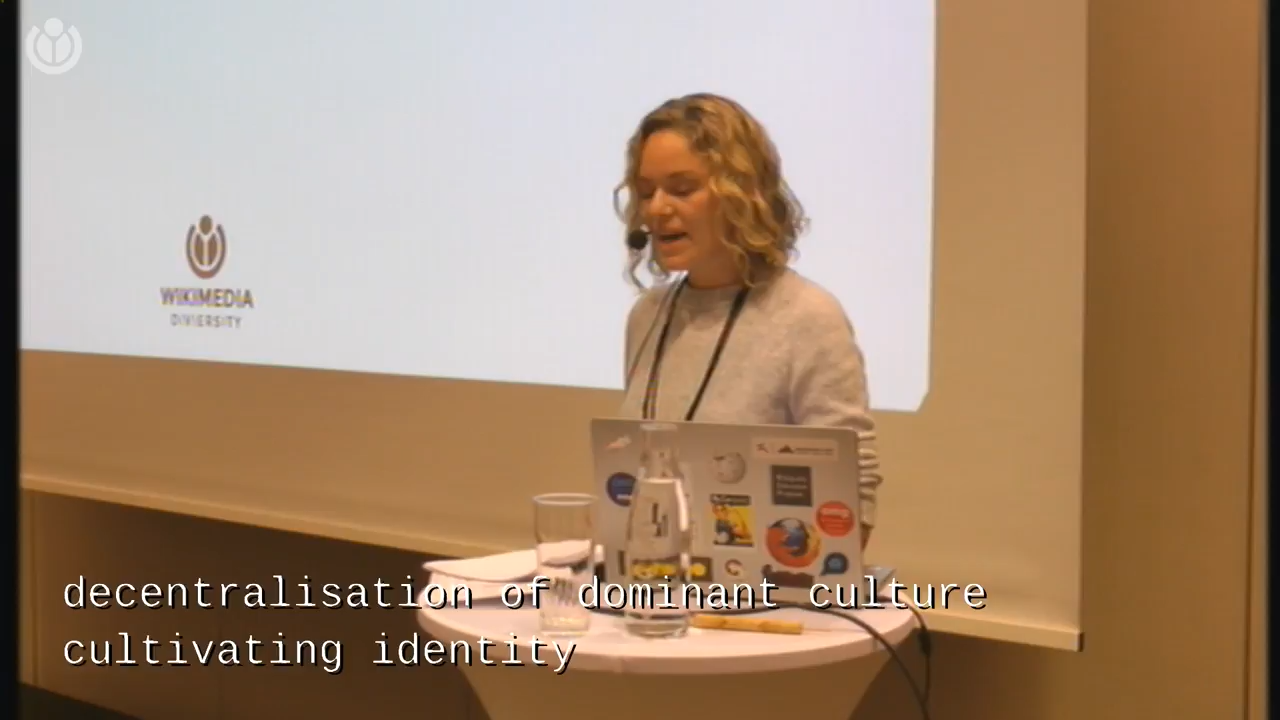 WIKIMEDIA
DIVERSITY
decentralisation of dominant culture
cultivating identity